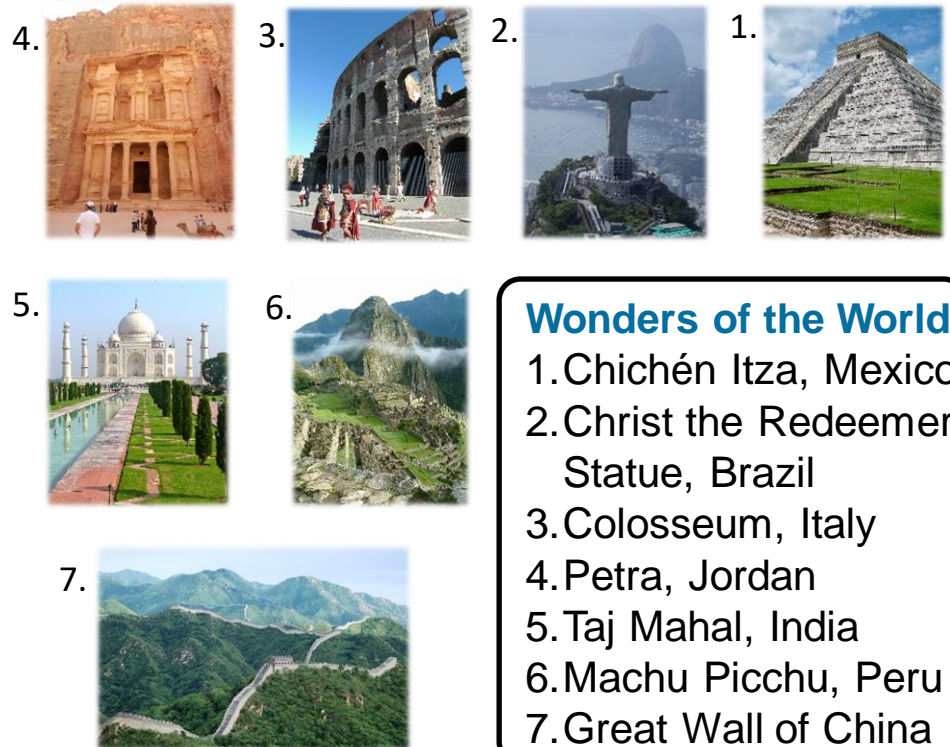 4.
3.
2.
1.
5.
6.
Wonders of the World
1.Chichén Itza, Mexico
2.Christ the Redeemer
Statue, Brazil
3.Colosseum, Italy
4.Petra, Jordan
5.Taj Mahal, India
6.Machu Picchu, Peru
7.Great Wall of China
7.